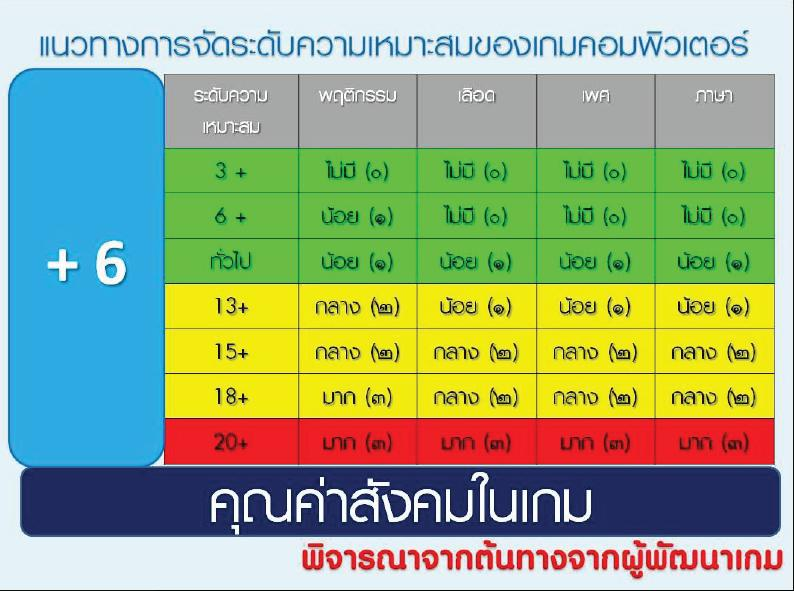 แนวทางการจัดระดับความเหมาะสมของเกมคอมพิวเตอร์
+ 6
ระดับความ พฤติกรรม เลือด เพศ ภาษา
เหมาะสม
3 + ไม่มี (๐) ไม่มี (๐) ไม่มี (๐) ไม่มี (๐)
6 + น้อย (๑) ไม่มี (๐) ไม่มี (๐) ไม่มี (๐)
ทั่วไป น้อย (๑) น้อย (๑) น้อย (๑) น้อย (๑)
13+ กลาง (๒) น้อย (๑) น้อย (๑) น้อย (๑)
15+ กลาง (๒) กลาง (๒) กลาง (๒) กลาง (๒)
18+ มาก (๓) กลาง (๒) กลาง (๒) กลาง (๒)
20+ มาก (๓) มาก (๓) มาก (๓) มาก (๓)
คุณค่าสังคมในเกม
พิจารณาจากต้นทางจากผู้พัฒนาเกม